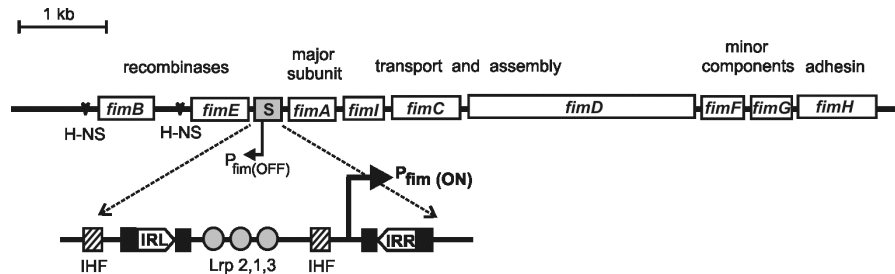 1 kb
recombinases
major
subunit
transport and assembly
minor
components
adhesin
fimB
fimE
S
fimA
fimI
fimC
fimD
fimF
fimG
fimH
H-NS
H-NS
Pfim(OFF)
Pfim (ON)
IRL
IRR
IHF
Lrp 2,1,3
IHF